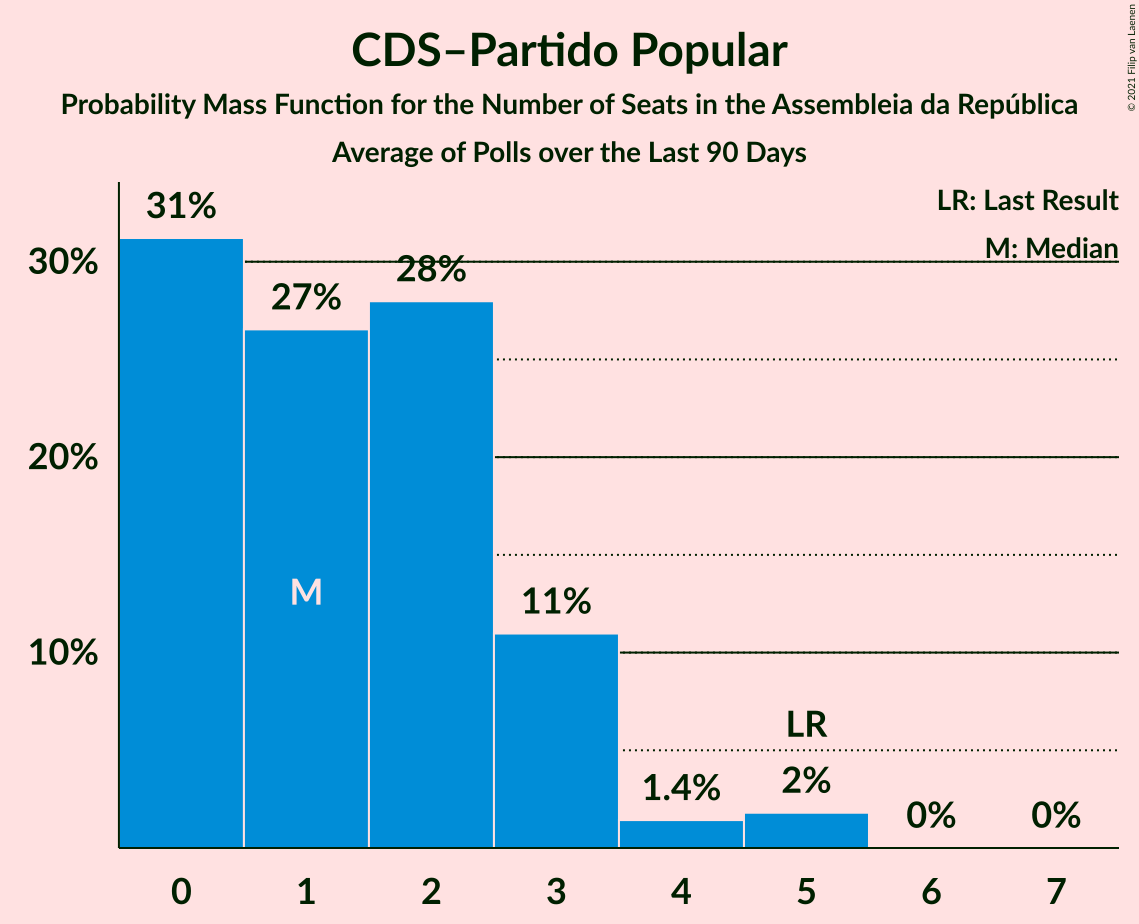 CDS–Partido Popular
Probability Mass Function for the Number of Seats in the Assembleia da República
Average of Polls over the Last 90 Days
© 2021 Filip van Laenen
LR: Last Result
M: Median
31%
30%
28%
27%
20%
M
11%
10%
LR
2%
1.4%
0%
0%
0 1 2 3 4 5 6 7